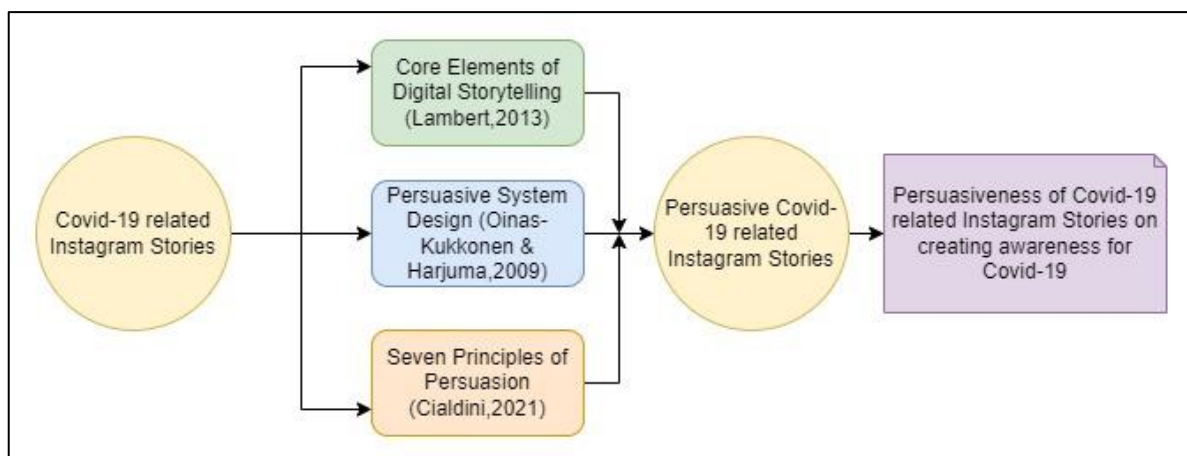 Covid-19 related
Instagram Stories
Core Elements of
Digital Storytelling
(Lambert,2013)
Persuasive System
Design (Oinas-
Kukkonen &
Harjuma,2009)
Seven Principles of
Persuasion
(Cialdini,2021)
Persuasive Covid-
19 related
Instagram Stories
Persuasiveness of Covid-19
related Instagram Stories on
creating awareness for
Covid-19